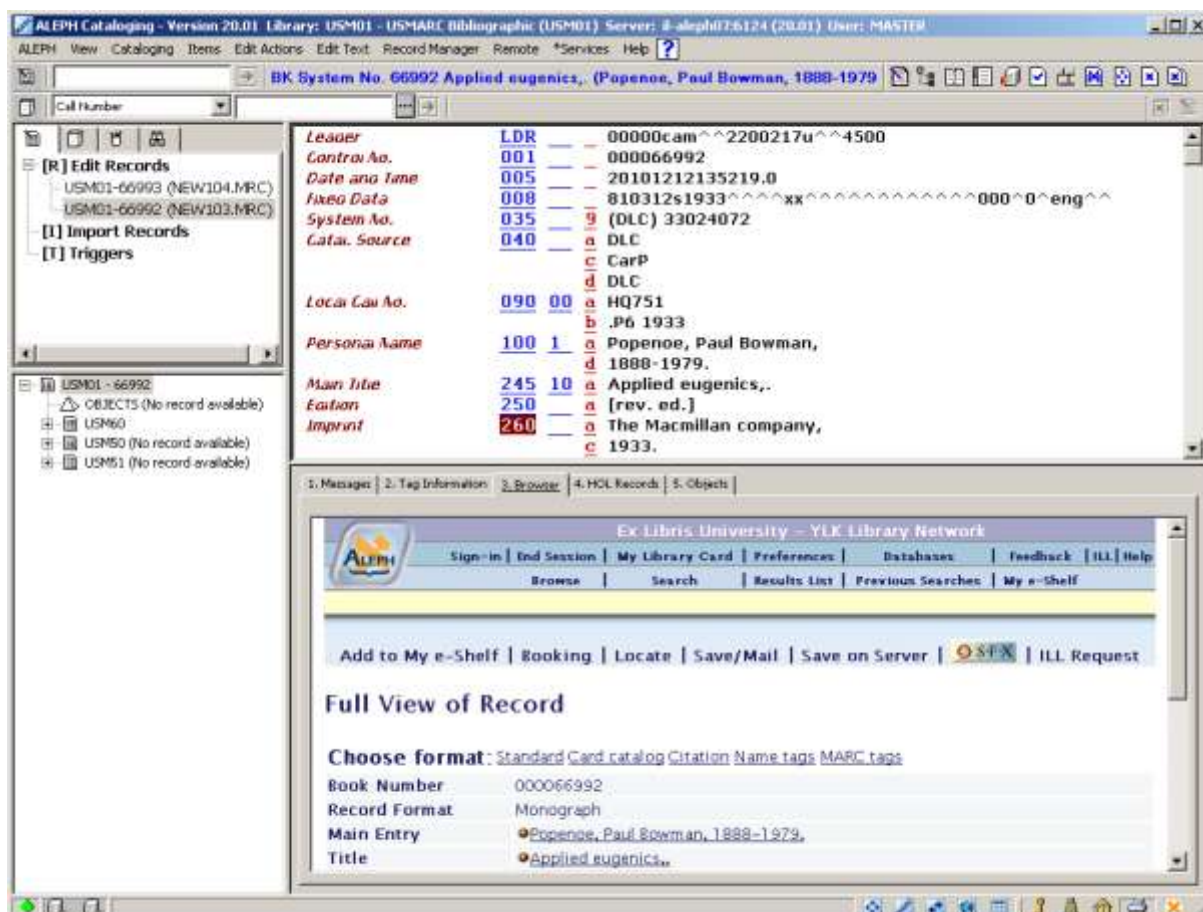 ALEPH Cataloging - Version 20.01 Library: USM01 - USMARC Bibliographic (USM01) Server: il-aleph07:6124 (20.01) User: MASTER
ALEPH View Cataloging Items Edit Actions Edit Text Record Manager Remote *Services Help ?
BK System No. 66992 Applied eugenics,. (Popenoe, Paul Bowman, 1888-1979
Call Number
[R] Edit Records
USM01-66993 (NEW104.MRC)
USM01-66992 (NEW103.MRC)
[I] Import Records
[T] Triggers
Leader LDR 00000cam^^2200217u^^4500
Control No. 001 000066992
Date and Time 005 20101212135219.0
Fixed Data 008 810312s1933^^^^xx^^^^^^^^^^^^^000^0^eng^^
System No. 035 9 (DLC) 33024072
Catal. Source 040 a DLC
c CarP
d DLC
Local Call No. 090 00 a HQ751
b .P6 1933
Personal Name 100 1 a Popenoe, Paul Bowman,
d 1888-1979.
Main Title 245 10 a Applied eugenics,.
Edition 250 a [rev. ed.]
Imprint 260 a The Macmillan company,
c 1933.
USM01 - 66992
OBJECTS (No record available)
USM60
USM50 (No record available)
USM51 (No record available)
1. Messages 2. Tag Information 3. Browser 4. HOL Records 5. Objects
ALEPH
Ex Libris University - YLK Library Network
Sign-in | End Session | My Library Card | Preferences | Databases | Feedback | ILL | Help
Browse | Search | Results List | Previous Searches | My e-Shelf
Add to My e-Shelf | Booking | Locate | Save/Mail | Save on Server | SFX | ILL Request
Full View of Record
Choose format: Standard Card catalog Citation Name tags MARC tags
Book Number 000066992
Record Format Monograph
Main Entry Popenoe, Paul Bowman, 1888-1979.
Title Applied eugenics,.